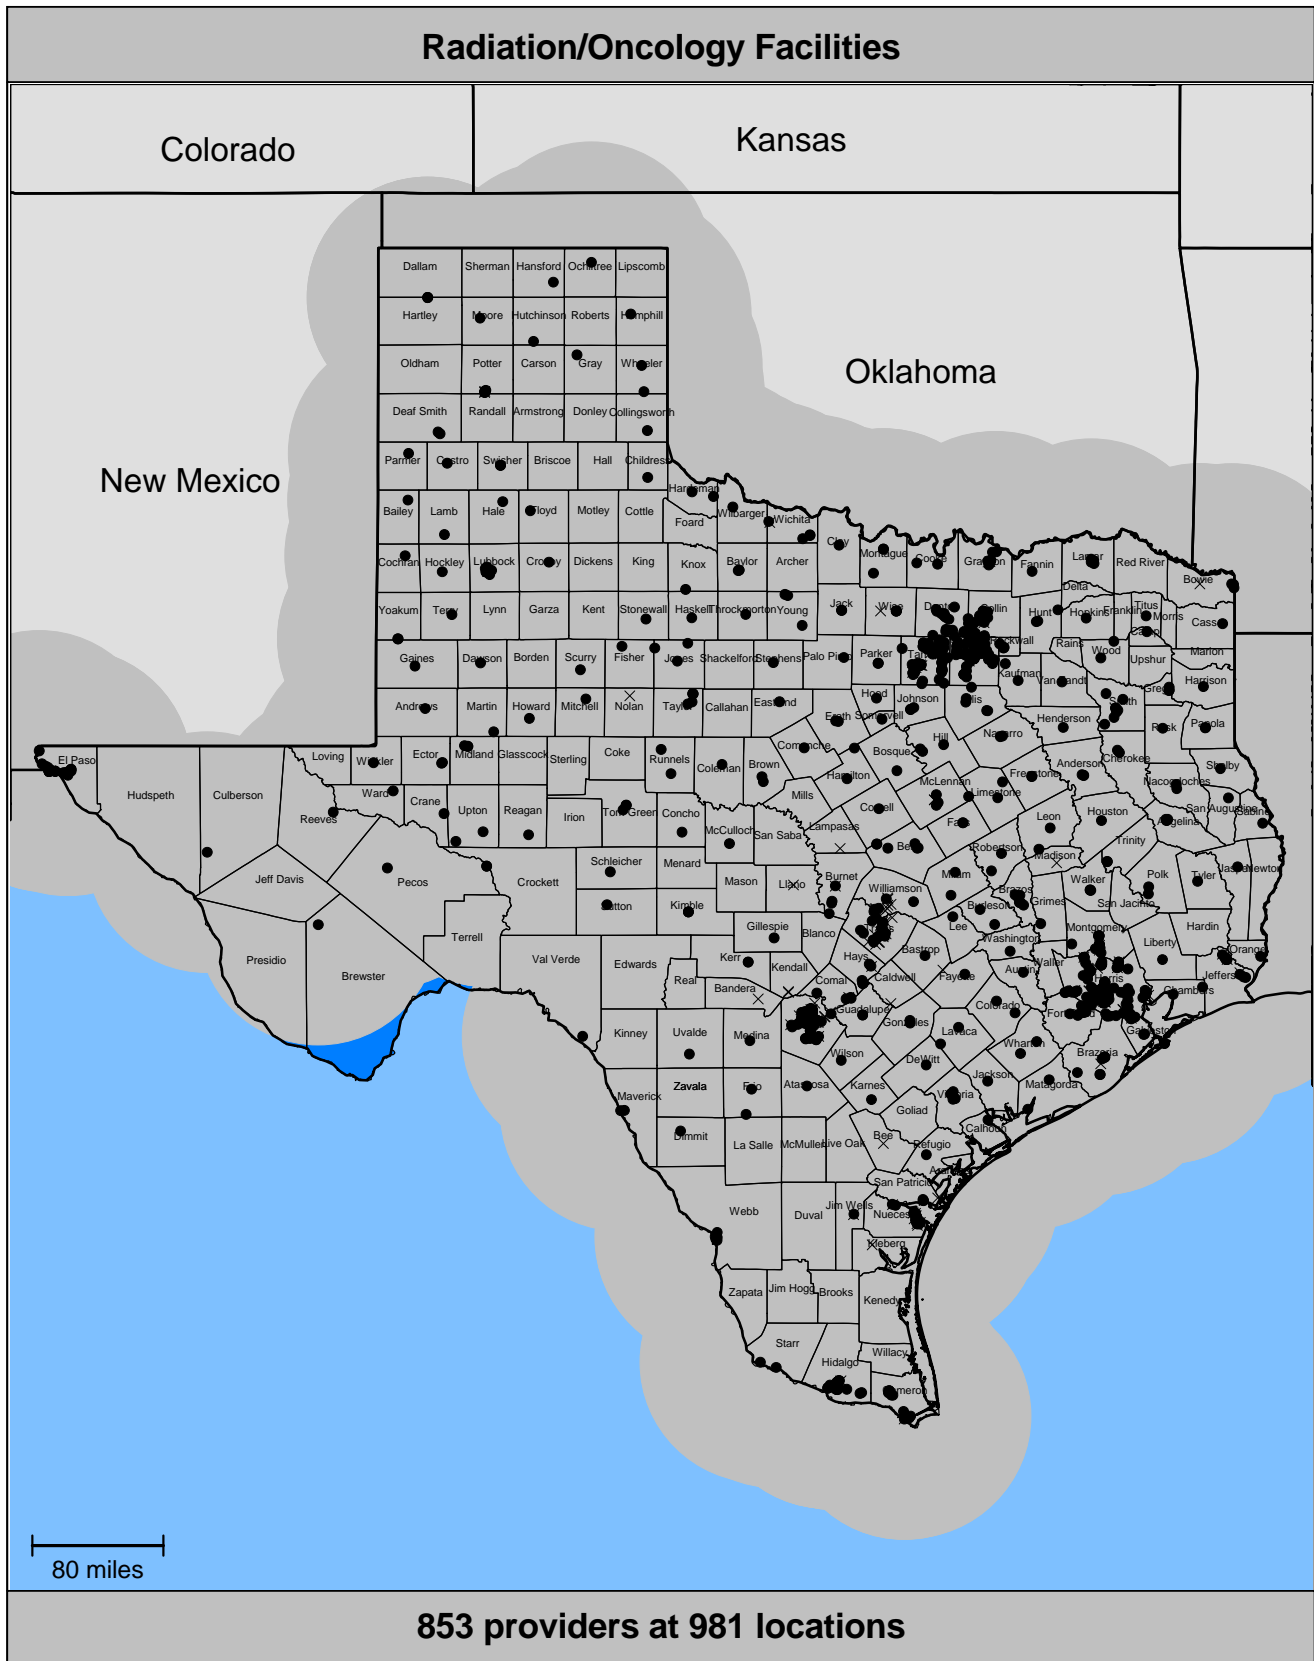 Radiation/Oncology Facilities
Colorado
Kansas
Oklahoma
New Mexico
Dallam Sherman Hansford Ochiltree Lipscomb
Hartley Moore Hutchinson Roberts Hemphill
Oldham Potter Carson Gray Wheeler
Deaf Smith Randall Armstrong Donley Collingsworth
Parmer Castro Swisher Briscoe Hall Childress
Hardeman
Bailey Lamb Hale Floyd Motley Cottle Foard Wilbarger Wichita
Clay Montague Cooke Grayson Fannin Lamar Red River Bowie
Cochran Hockley Lubbock Crosby Dickens King Knox Baylor Archer
Delta
Yoakum Terry Lynn Garza Kent Stonewall Haskell Throckmorton Young Jack Wise Denton Collin Hunt Hopkins Franklin Titus Morris Cass
Camp
Gaines Dawson Borden Scurry Fisher Jones Shackelford Stephens Palo Pinto Parker Rockwall Rains Wood Upshur Marion
Kaufman Van Zandt Smith Gregg Harrison
Andrews Martin Howard Mitchell Nolan Taylor Callahan Eastland Hood Johnson Ellis
Erath Somervell Henderson Rusk Panola
El Paso Hudspeth Culberson Loving Winkler Ector Midland Glasscock Sterling Coke Runnels Coleman Brown Comanche Bosque Hill Navarro Cherokee Shelby
Hamilton McLennan Limestone Freestone Anderson Nacogdoches
Reeves Ward Crane Upton Reagan Irion Tom Green Concho McCulloch San Saba Mills Coryell Falls Leon Houston Angelina San Augustine Sabine
Lampasas Bell Robertson Madison Trinity
Jeff Davis Pecos Crockett Schleicher Menard Mason Llano Burnet Williamson Milam Brazos Walker Polk Tyler Jasper Newton
Sutton Kimble Burleson Grimes San Jacinto
Presidio Brewster Terrell Val Verde Edwards Gillespie Blanco Travis Lee Washington Montgomery Liberty Hardin Orange
Kerr Kendall Hays Bastrop
Real Bandera Comal Caldwell Fayette Austin Waller Harris Chambers Jefferson
Guadalupe Gonzales Colorado Fort Bend Galveston
Kinney Uvalde Medina Wilson Lavaca Wharton Brazoria
DeWitt
Maverick Zavala Frio Atascosa Karnes Victoria Jackson Matagorda
Goliad
Dimmit La Salle McMullen Live Oak Bee Refugio Calhoun
San Patricio
Webb Duval Jim Wells Nueces
Kleberg
Zapata Jim Hogg Brooks Kenedy
Starr Hidalgo Willacy
Cameron
80 miles
853 providers at 981 locations